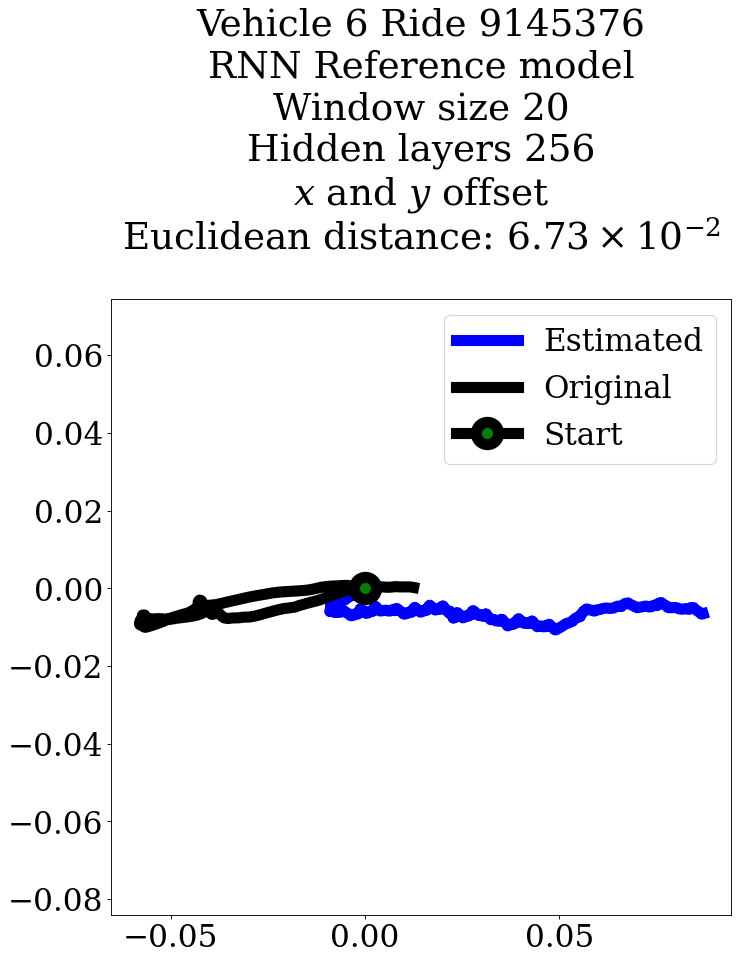 Vehicle 6 Ride 9145376
RNN Reference model
Window size 20
Hidden layers 256
x and y offset
Euclidean distance: 6.73 × 10⁻²
Estimated
Original
Start
0.06
0.04
0.02
0.00
−0.02
−0.04
−0.06
−0.08
−0.05 0.00 0.05